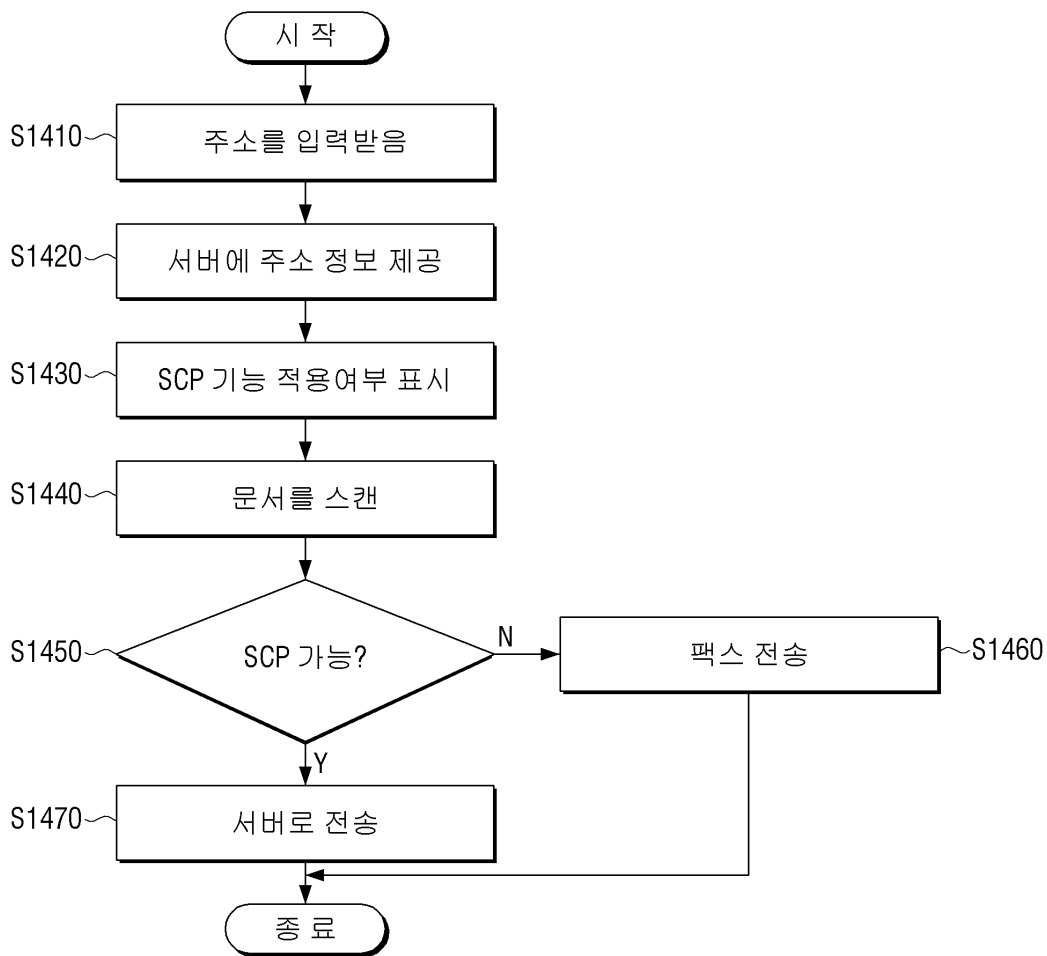 시 작
S1410
주소를 입력받음
S1420
서버에 주소 정보 제공
S1430
SCP 기능 적용여부 표시
S1440
문서를 스캔
S1450
SCP 가능?
N
팩스 전송
S1460
Y
S1470
서버로 전송
종 료